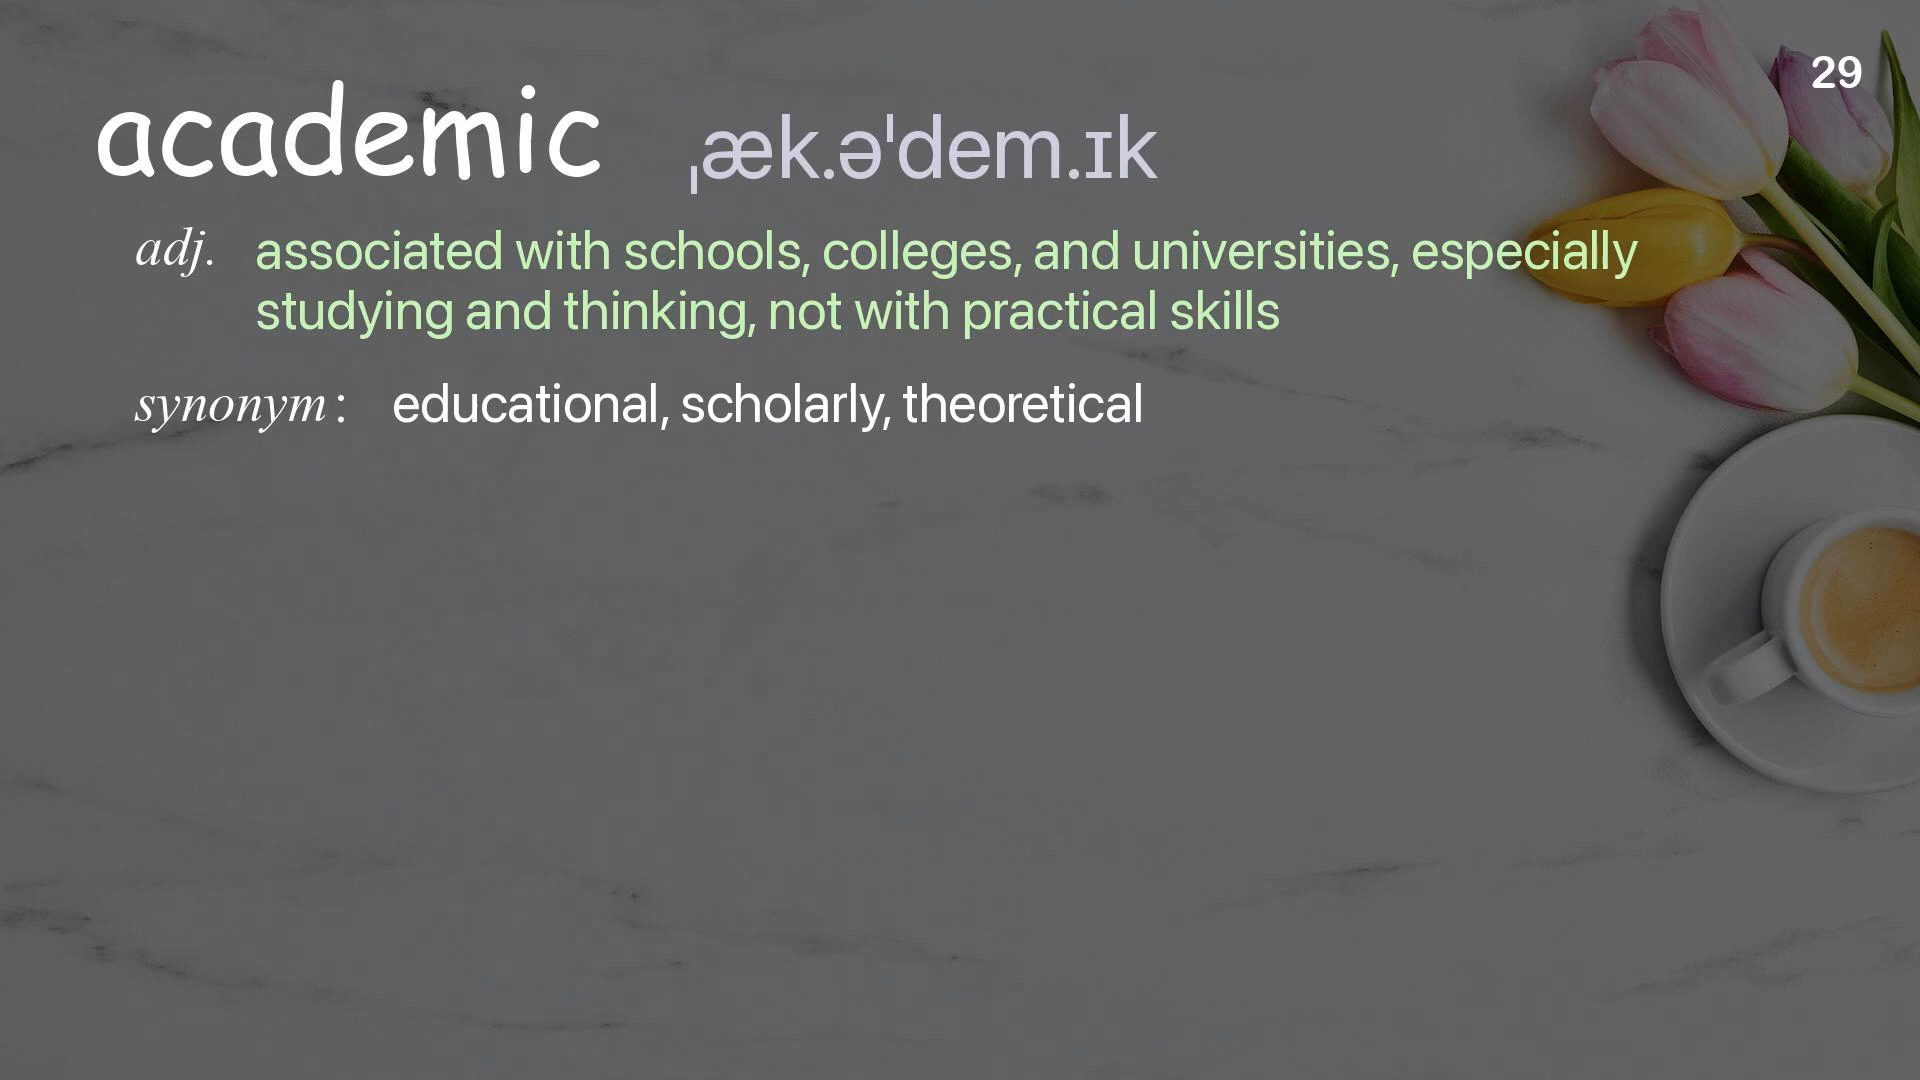 29
academic ˌæk.əˈdem.ɪk
adj. associated with schools, colleges, and universities, especially
studying and thinking, not with practical skills
synonym: educational, scholarly, theoretical